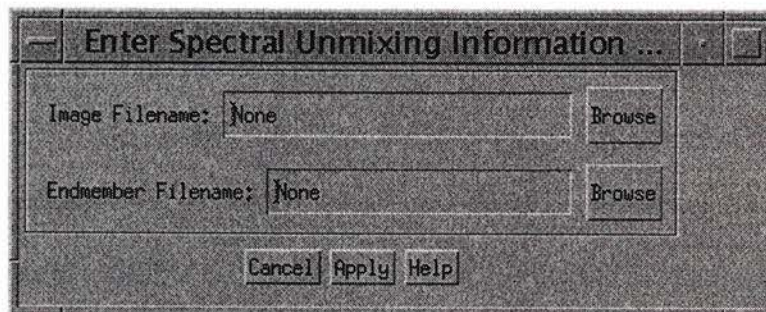 Enter Spectral Unmixing Information ...
Image Filename: None Browse
Endmember Filename: None Browse
Cancel Apply Help